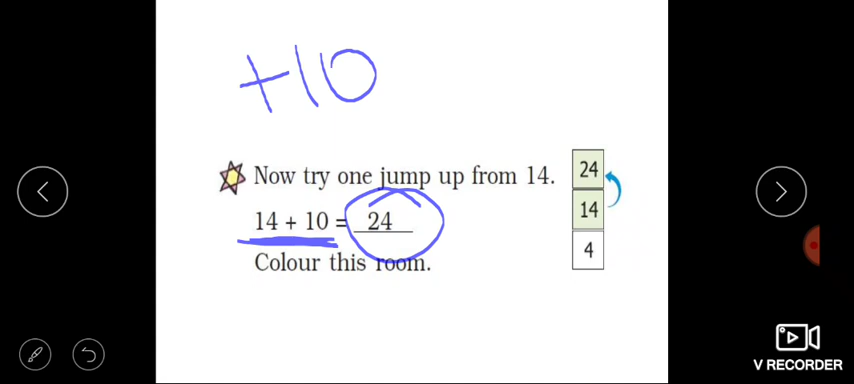 +10
Now try one jump up from 14.
14 + 10 = 24
Colour this room.
24
14
4
V RECORDER